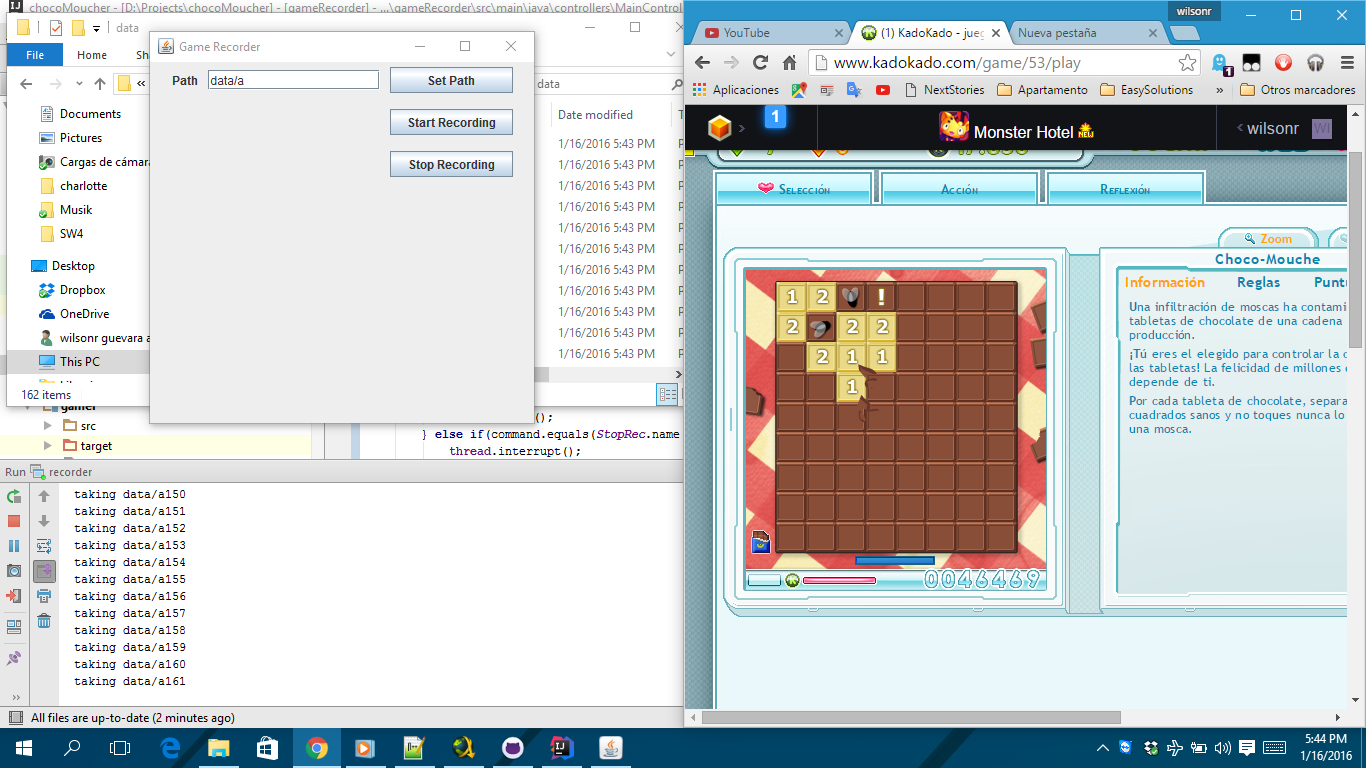 chocoMoucher - [D:\Projects\chocoMoucher] - [gameRecorder] - ...\gameRecorder\src\main\java\controllers\MainControl
data
File
Home
Game Recorder
Path
data/a
Set Path
Start Recording
Stop Recording
«
data
Documents
Pictures
Cargas de cámara
charlotte
Musik
SW4
Desktop
Dropbox
OneDrive
wilsonr guevara a
This PC
162 items
Date modified
1/16/2016 5:43 PM
1/16/2016 5:43 PM
1/16/2016 5:43 PM
1/16/2016 5:43 PM
1/16/2016 5:43 PM
1/16/2016 5:43 PM
1/16/2016 5:43 PM
1/16/2016 5:43 PM
1/16/2016 5:43 PM
1/16/2016 5:43 PM
1/16/2016 5:43 PM
src
target
();
} else if(command.equals(StopRec.name
thread.interrupt();
Run
recorder
taking data/a150
taking data/a151
taking data/a152
taking data/a153
taking data/a154
taking data/a155
taking data/a156
taking data/a157
taking data/a158
taking data/a159
taking data/a160
taking data/a161
All files are up-to-date (2 minutes ago)
wilsonr
YouTube
(1) KadoKado - jueg
Nueva pestaña
www.kadokado.com/game/53/play
1
Aplicaciones
NextStories
Apartamento
EasySolutions
»
Otros marcadores
1
Monster Hotel
NEW
wilsonr
WI
Selección
Acción
Reflexión
Zoom
Choco-Mouche
Información
Reglas
Punt
Una infiltración de moscas ha contami
tabletas de chocolate de una cadena
producción.
¡Tú eres el elegido para controlar la c
las tabletas! La felicidad de millones
depende de ti.
Por cada tableta de chocolate, separa
cuadrados sanos y no toques nunca lo
una mosca.
1 2 !
2 2 2
2 1 1
1
0046469
5:44 PM
1/16/2016